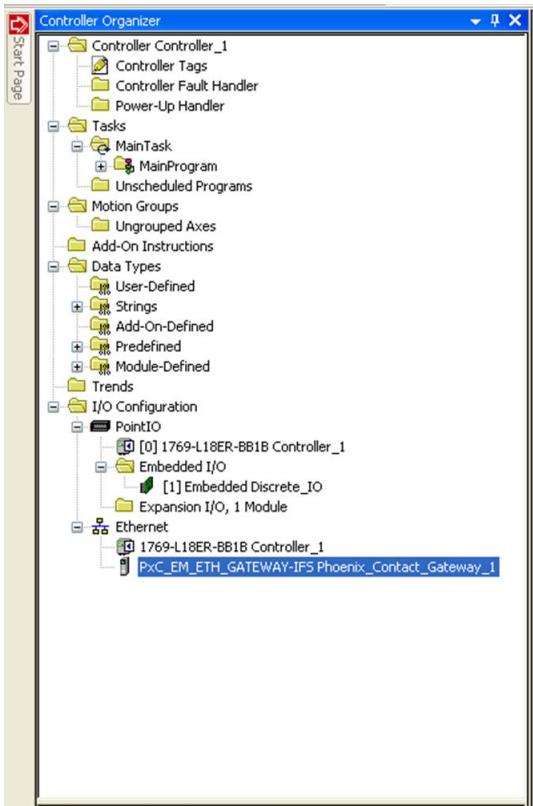 Start Page
Controller Organizer
Controller Controller_1
Controller Tags
Controller Fault Handler
Power-Up Handler
Tasks
MainTask
MainProgram
Unscheduled Programs
Motion Groups
Ungrouped Axes
Add-On Instructions
Data Types
User-Defined
Strings
Add-On-Defined
Predefined
Module-Defined
Trends
I/O Configuration
PointIO
[0] 1769-L18ER-BB1B Controller_1
Embedded I/O
[1] Embedded Discrete_IO
Expansion I/O, 1 Module
Ethernet
1769-L18ER-BB1B Controller_1
PxC_EM_ETH_GATEWAY-IFS Phoenix_Contact_Gateway_1